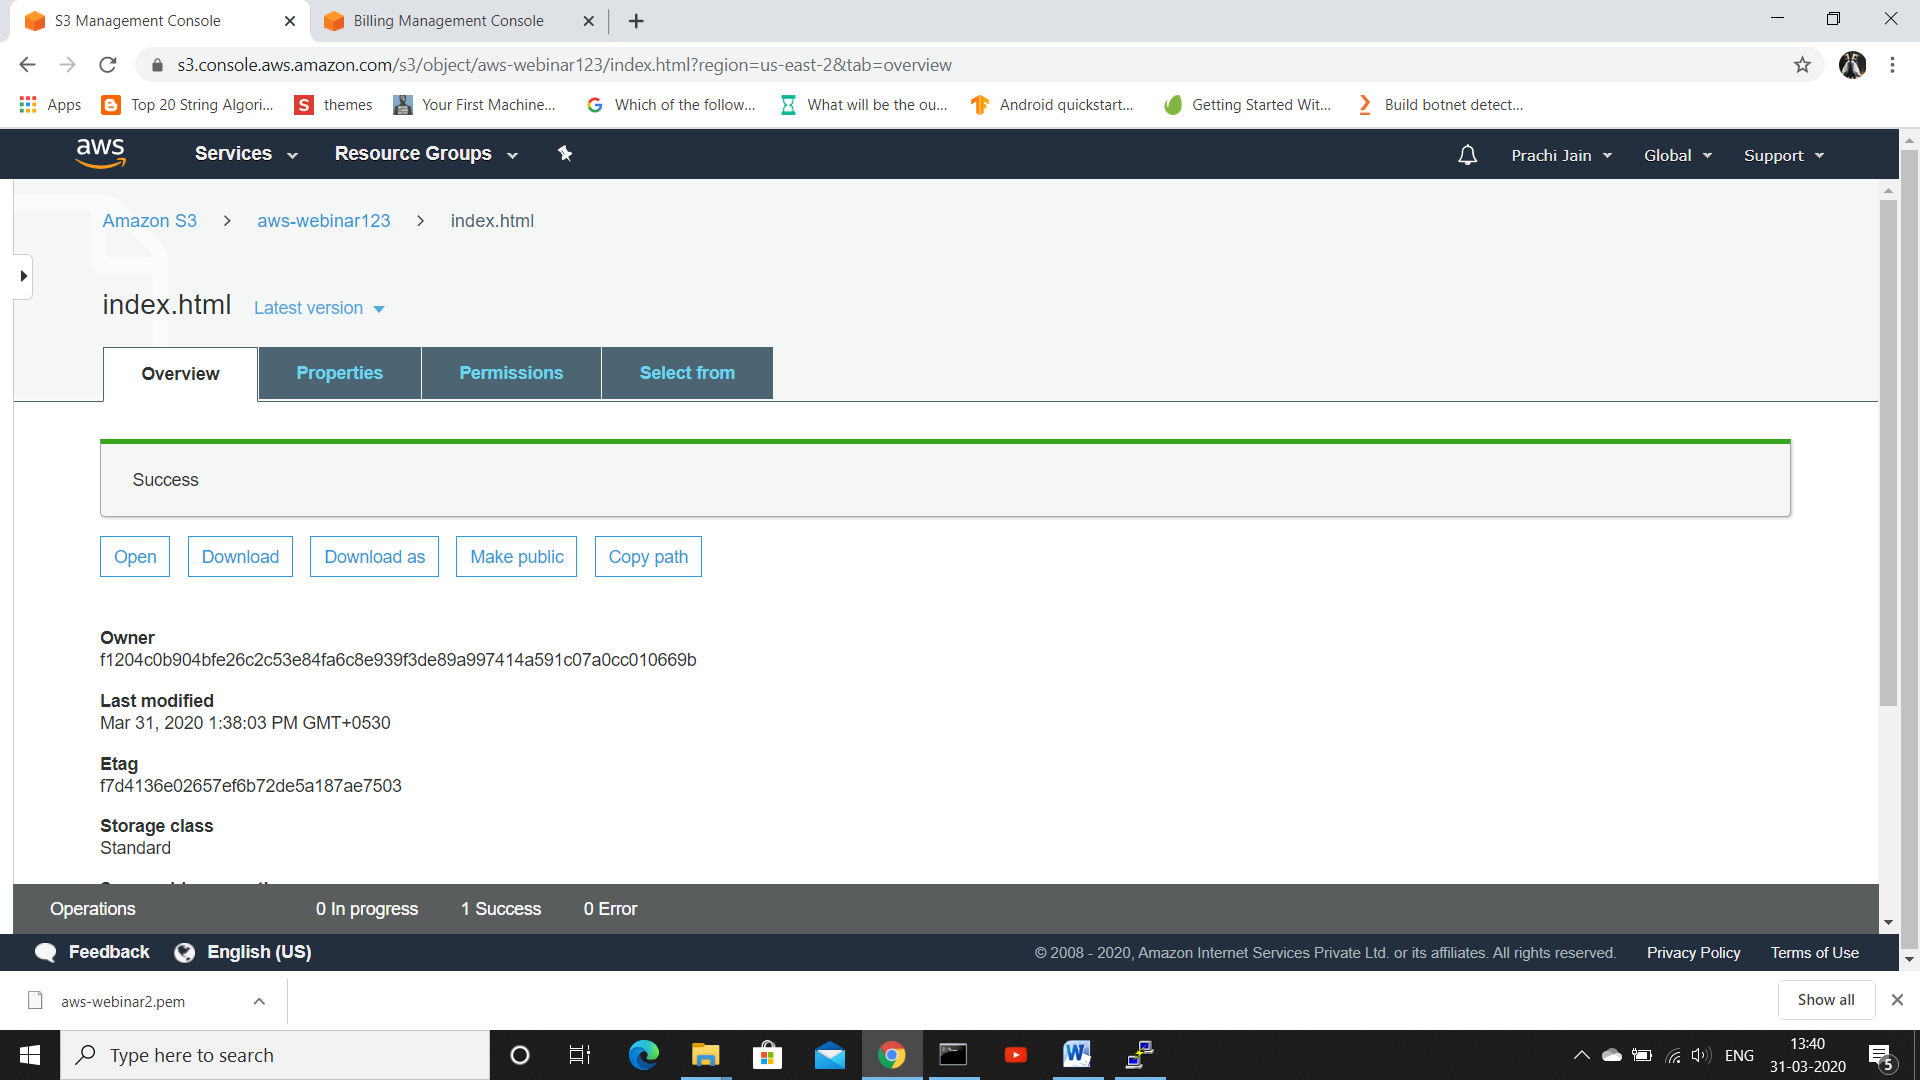 S3 Management Console
Billing Management Console
s3.console.aws.amazon.com/s3/object/aws-webinar123/index.html?region=us-east-2&tab=overview
Apps
Top 20 String Algori...
S themes
Your First Machine...
Which of the follow...
What will be the ou...
Android quickstart...
Getting Started Wit...
Build botnet detect...
aws
Services
Resource Groups
Prachi Jain
Global
Support
Amazon S3 > aws-webinar123 > index.html
index.html Latest version
Overview
Properties
Permissions
Select from
Success
Open
Download
Download as
Make public
Copy path
Owner
f1204c0b904bfe26c2c53e84fa6c8e939f3de89a997414a591c07a0cc010669b
Last modified
Mar 31, 2020 1:38:03 PM GMT+0530
Etag
f7d4136e02657ef6b72de5a187ae7503
Storage class
Standard
Operations
0 In progress
1 Success
0 Error
Feedback
English (US)
© 2008 - 2020, Amazon Internet Services Private Ltd. or its affiliates. All rights reserved.
Privacy Policy
Terms of Use
aws-webinar2.pem
Show all
Type here to search
ENG
13:40
31-03-2020
5